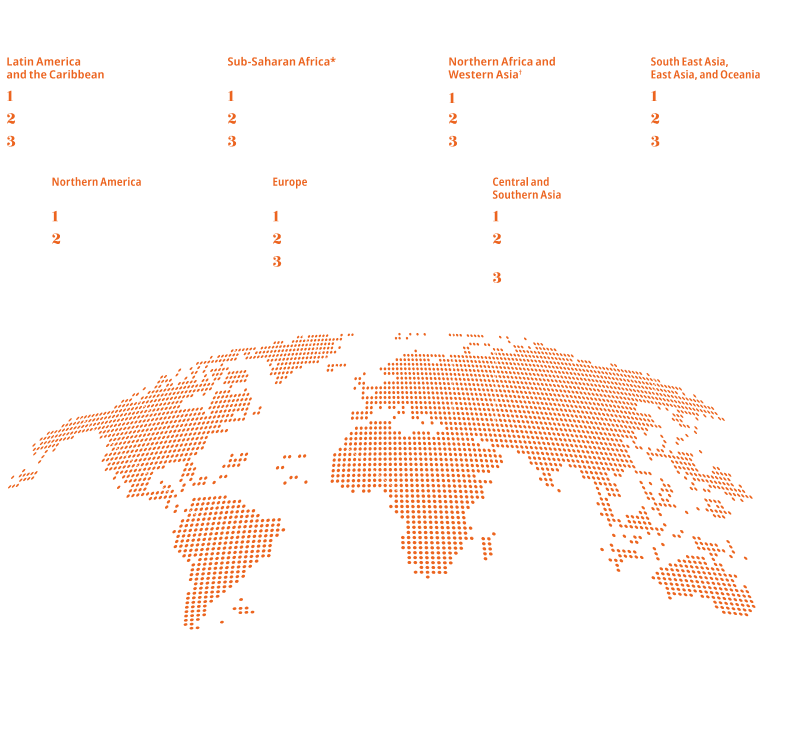 Latin America
and the Caribbean
1
2
3
Sub-Saharan Africa*
1
2
3
Northern Africa and
Western Asia†
1
2
3
South East Asia,
East Asia, and Oceania
1
2
3
Northern America
1
2
Europe
1
2
3
Central and
Southern Asia
1
2
3